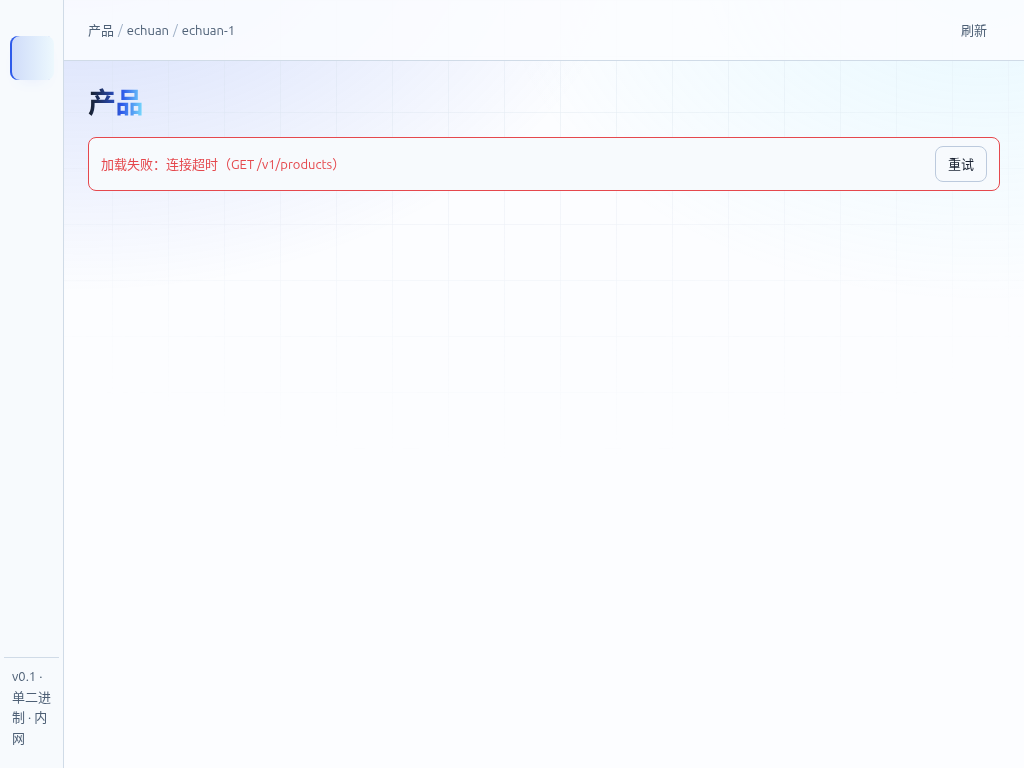 产品 / echuan / echuan-1
刷新
产品
加载失败：连接超时（GET /v1/products）
重试
v0.1 ·
单二进
制 · 内
网